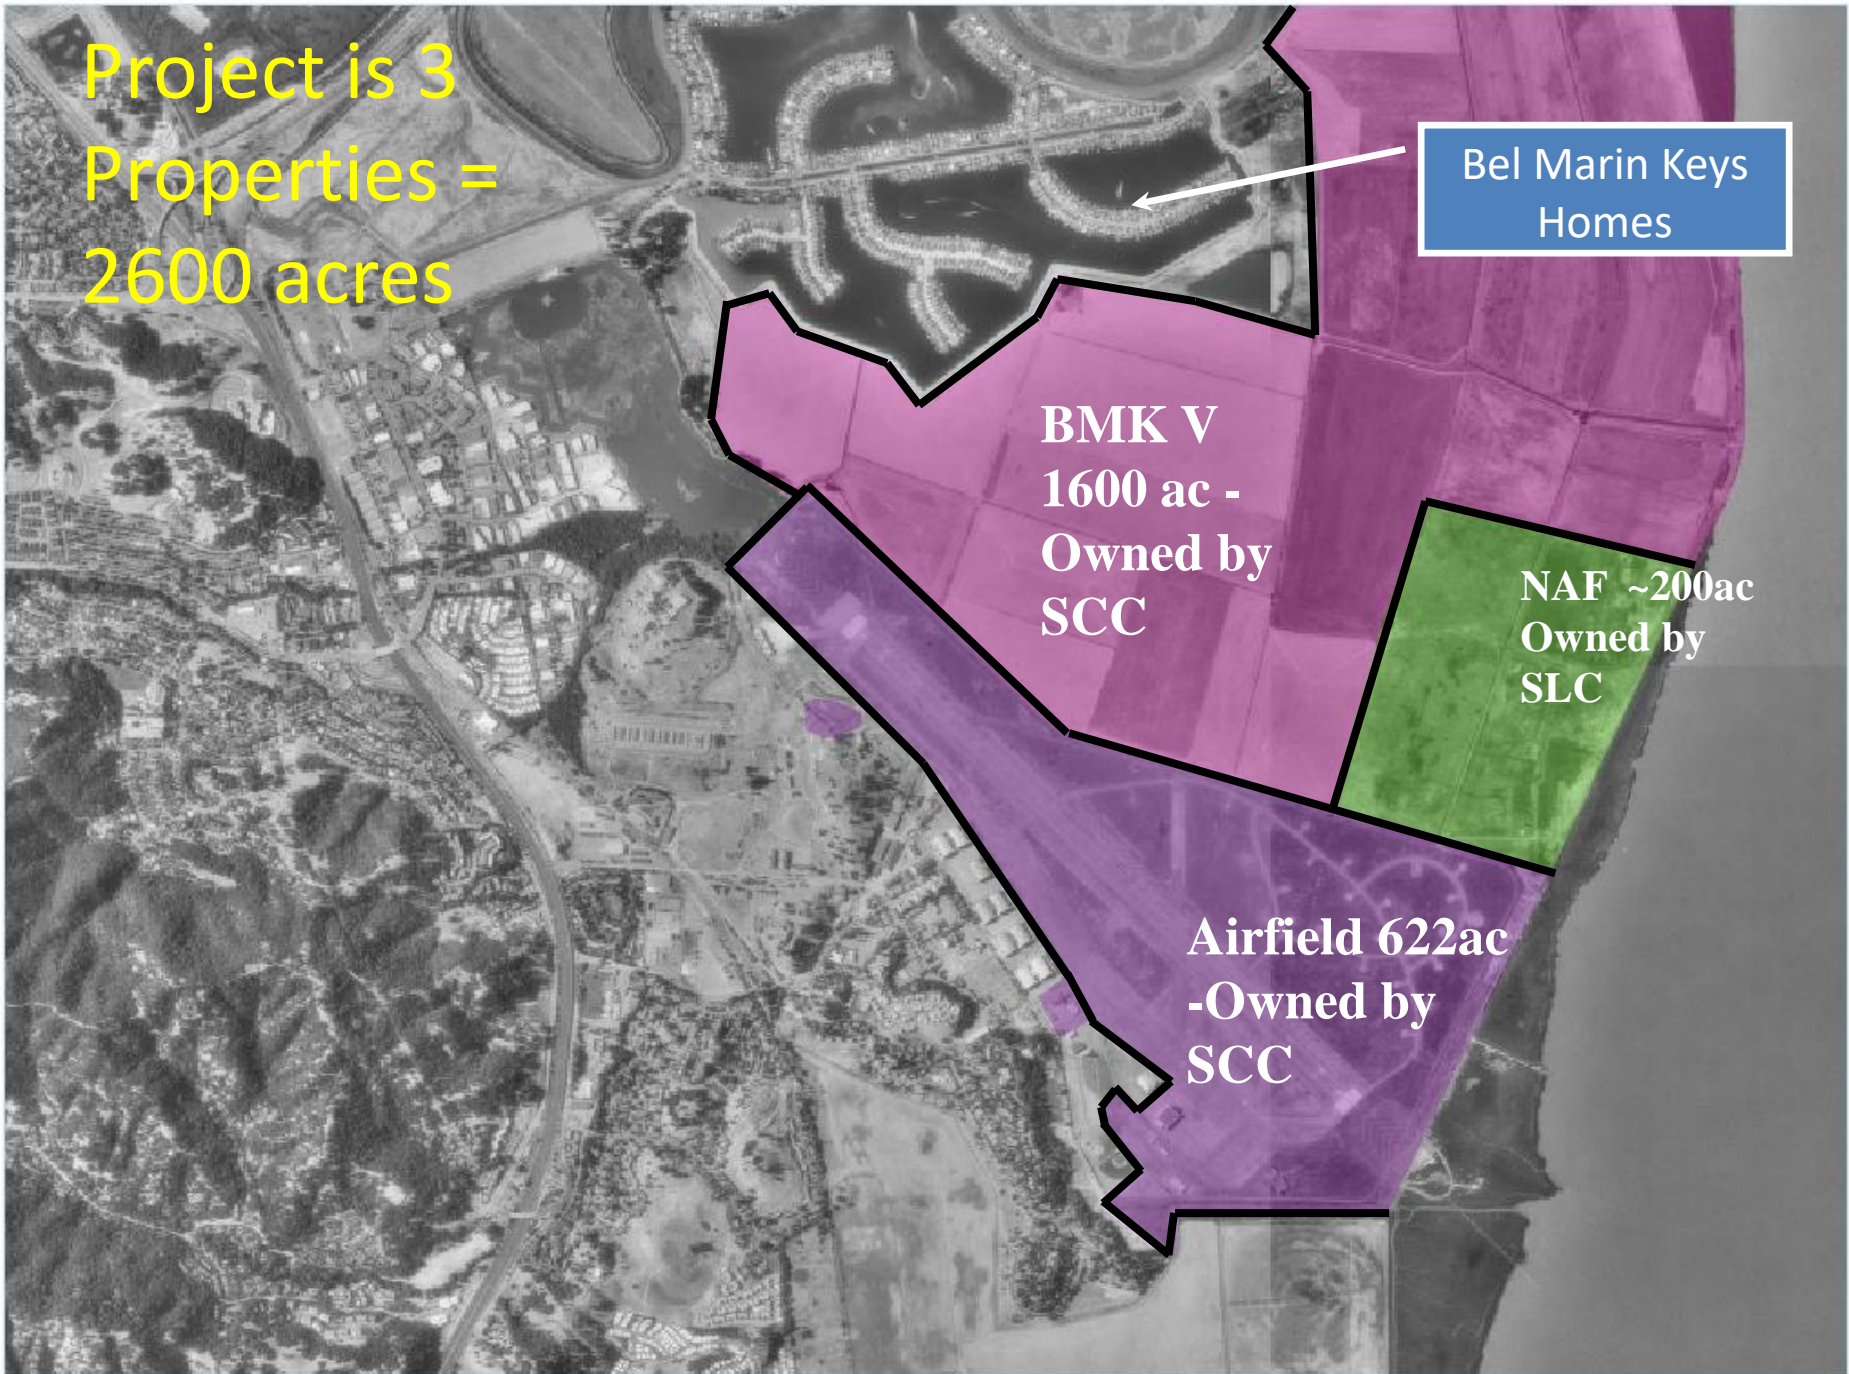 Project is 3
Properties =
2600 acres
Bel Marin Keys
Homes
BMK V
1600 ac -
Owned by
SCC
NAF ~200ac
Owned by
SLC
Airfield 622ac
-Owned by
SCC